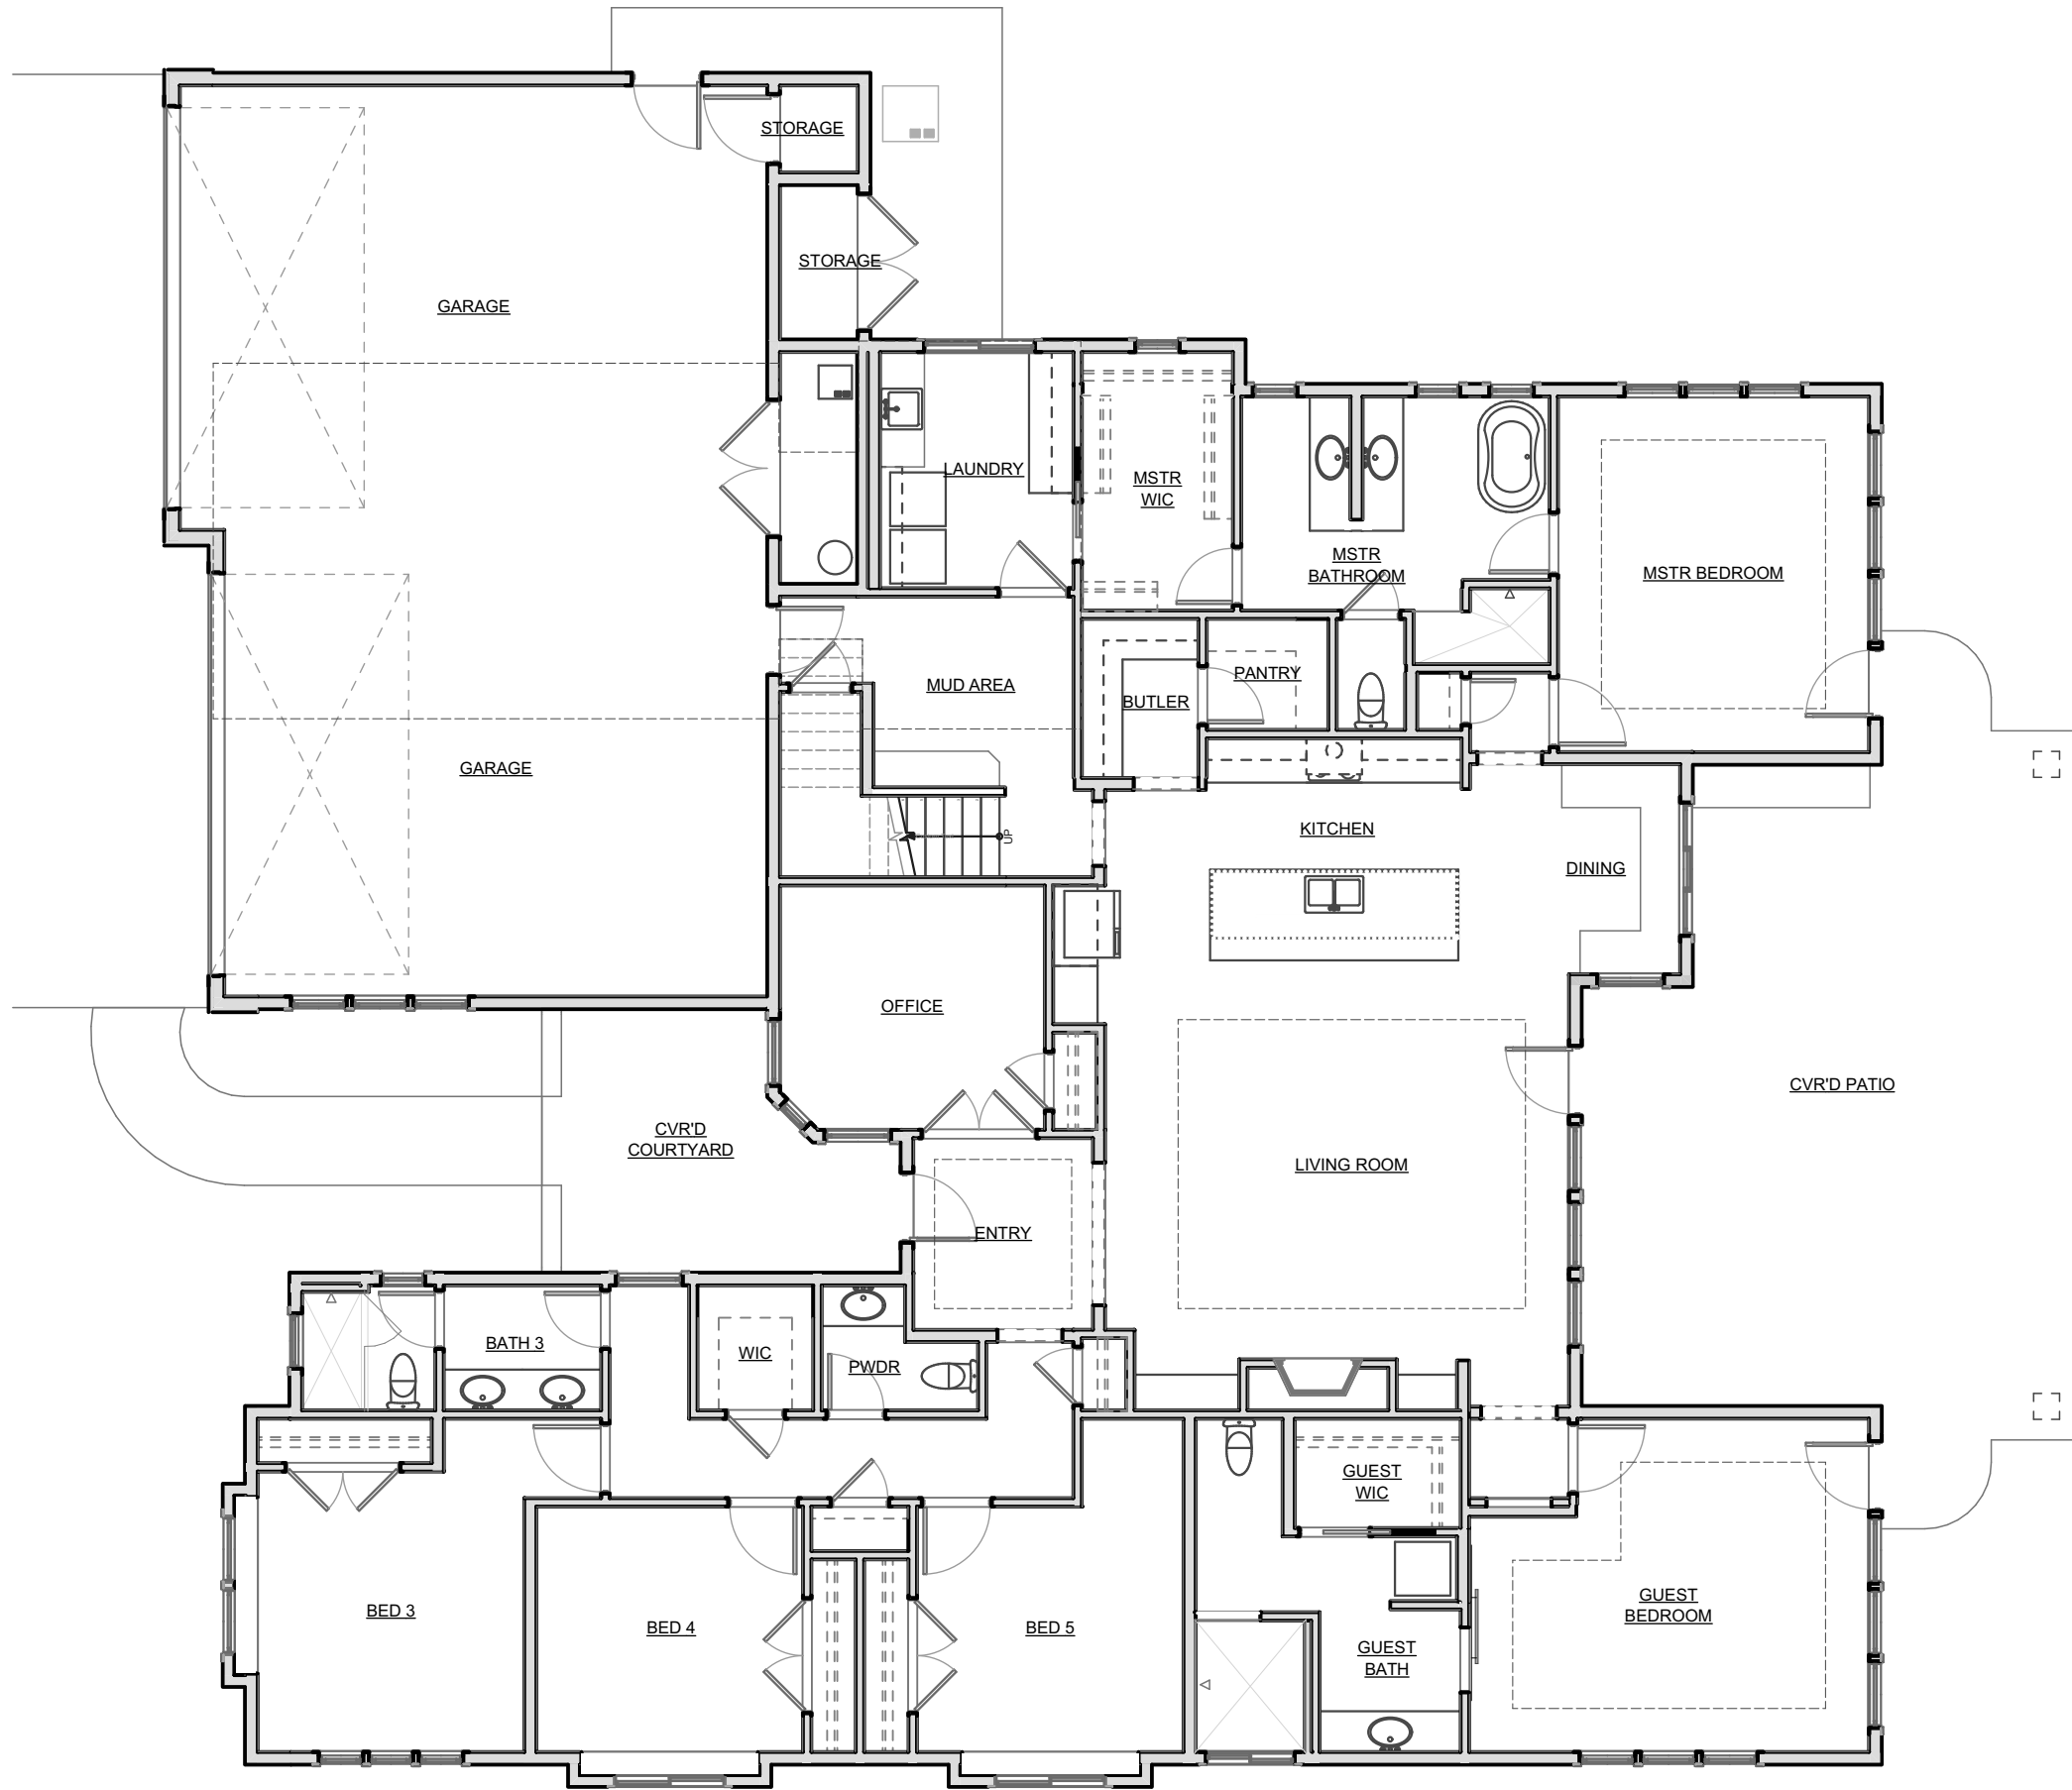 STORAGE
STORAGE
GARAGE
LAUNDRY
MSTR
WIC
MSTR
BATHROOM
MSTR BEDROOM
MUD AREA
BUTLER
PANTRY
GARAGE
UP
KITCHEN
DINING
OFFICE
CVR'D PATIO
CVR'D
COURTYARD
LIVING ROOM
ENTRY
BATH 3
WIC
PWDR
GUEST
WIC
BED 3
BED 4
BED 5
GUEST
BATH
GUEST
BEDROOM